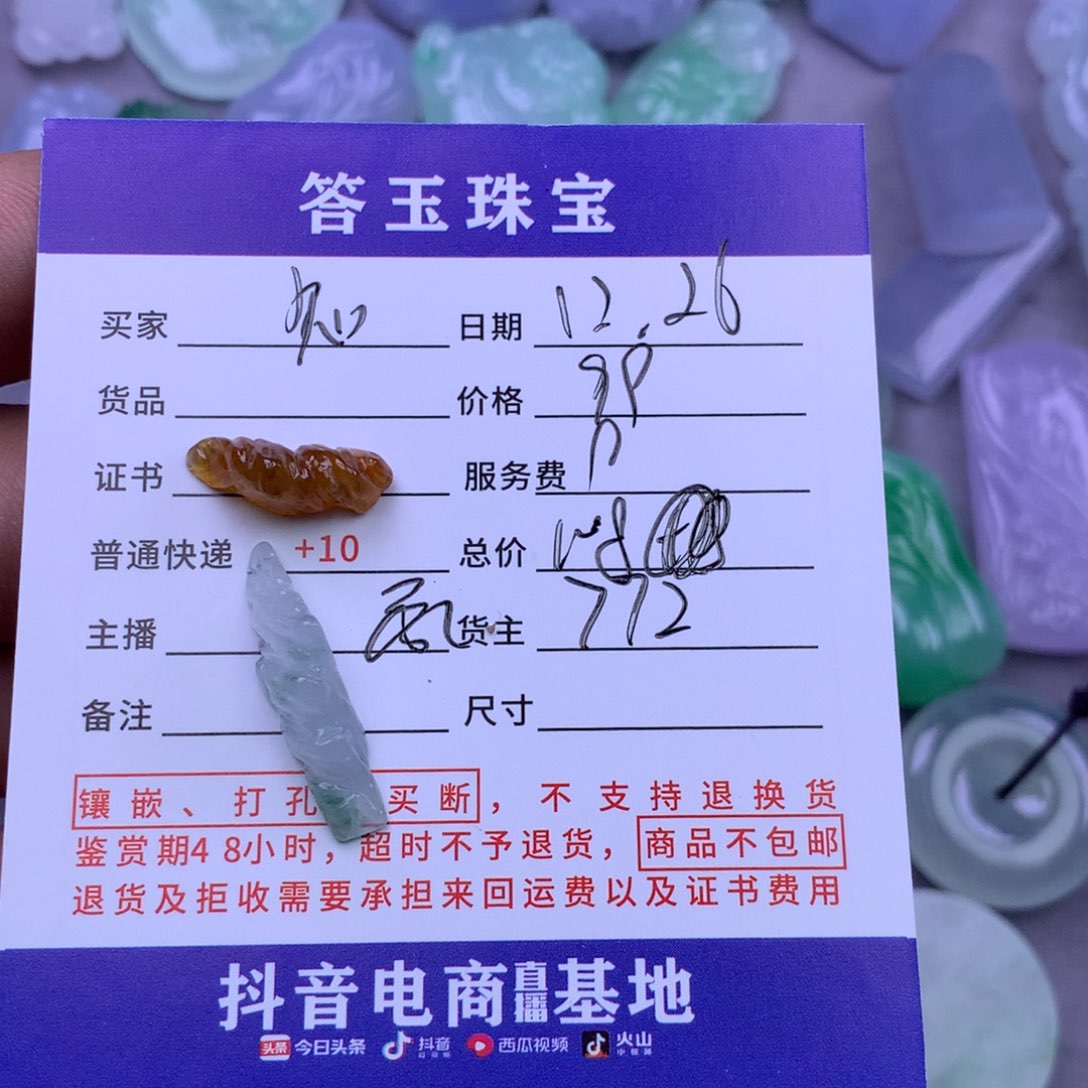 答玉珠宝
买家 日期 12.26
货品 价格
证书 服务费
普通快递 +10 总价
主播 货主 772
备注 尺寸
镶嵌、打孔 买断，不支持退换货
鉴赏期48小时，超时不予退货，商品不包邮
退货及拒收需要承担来回运费以及证书费用
抖音电商直播基地
头条 今日头条 抖音 西瓜视频 火山